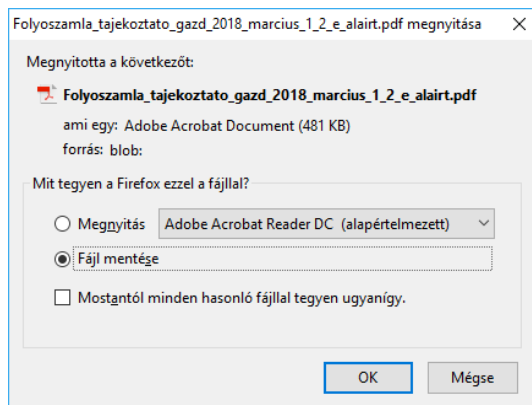 Folyoszamla_tajekoztato_gazd_2018_marcius_1_2_e_alairt.pdf megnyitása
Megnyitotta a következőt:
Folyoszamla_tajekoztato_gazd_2018_marcius_1_2_e_alairt.pdf
ami egy: Adobe Acrobat Document (481 KB)
forrás: blob:
Mit tegyen a Firefox ezzel a fájllal?
Megnyitás Adobe Acrobat Reader DC (alapértelmezett)
Fájl mentése
Mostantól minden hasonló fájllal tegyen ugyanígy.
OK Mégse